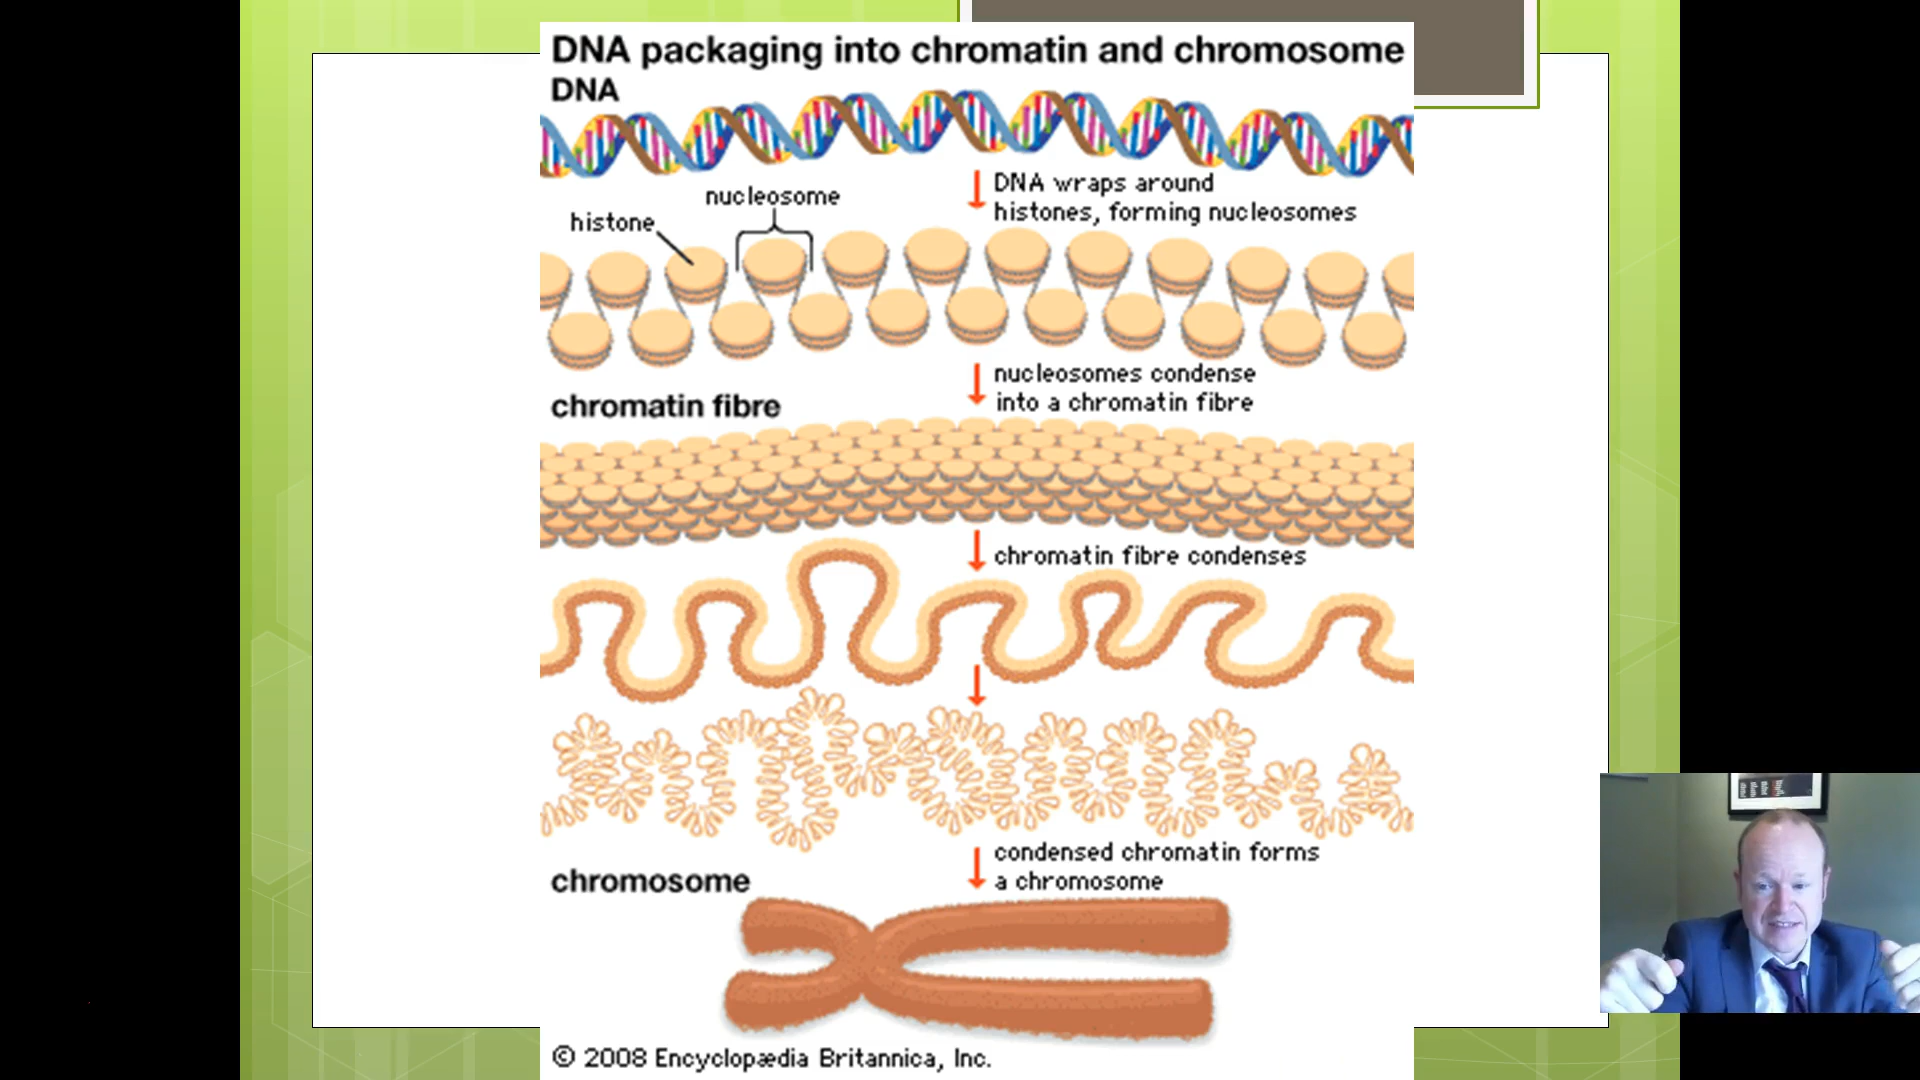 DNA packaging into chromatin and chromosome
DNA
DNA wraps around
histones, forming nucleosomes
nucleosome
histone
nucleosomes condense
into a chromatin fibre
chromatin fibre
chromatin fibre condenses
condensed chromatin forms
a chromosome
chromosome
© 2008 Encyclopædia Britannica, Inc.